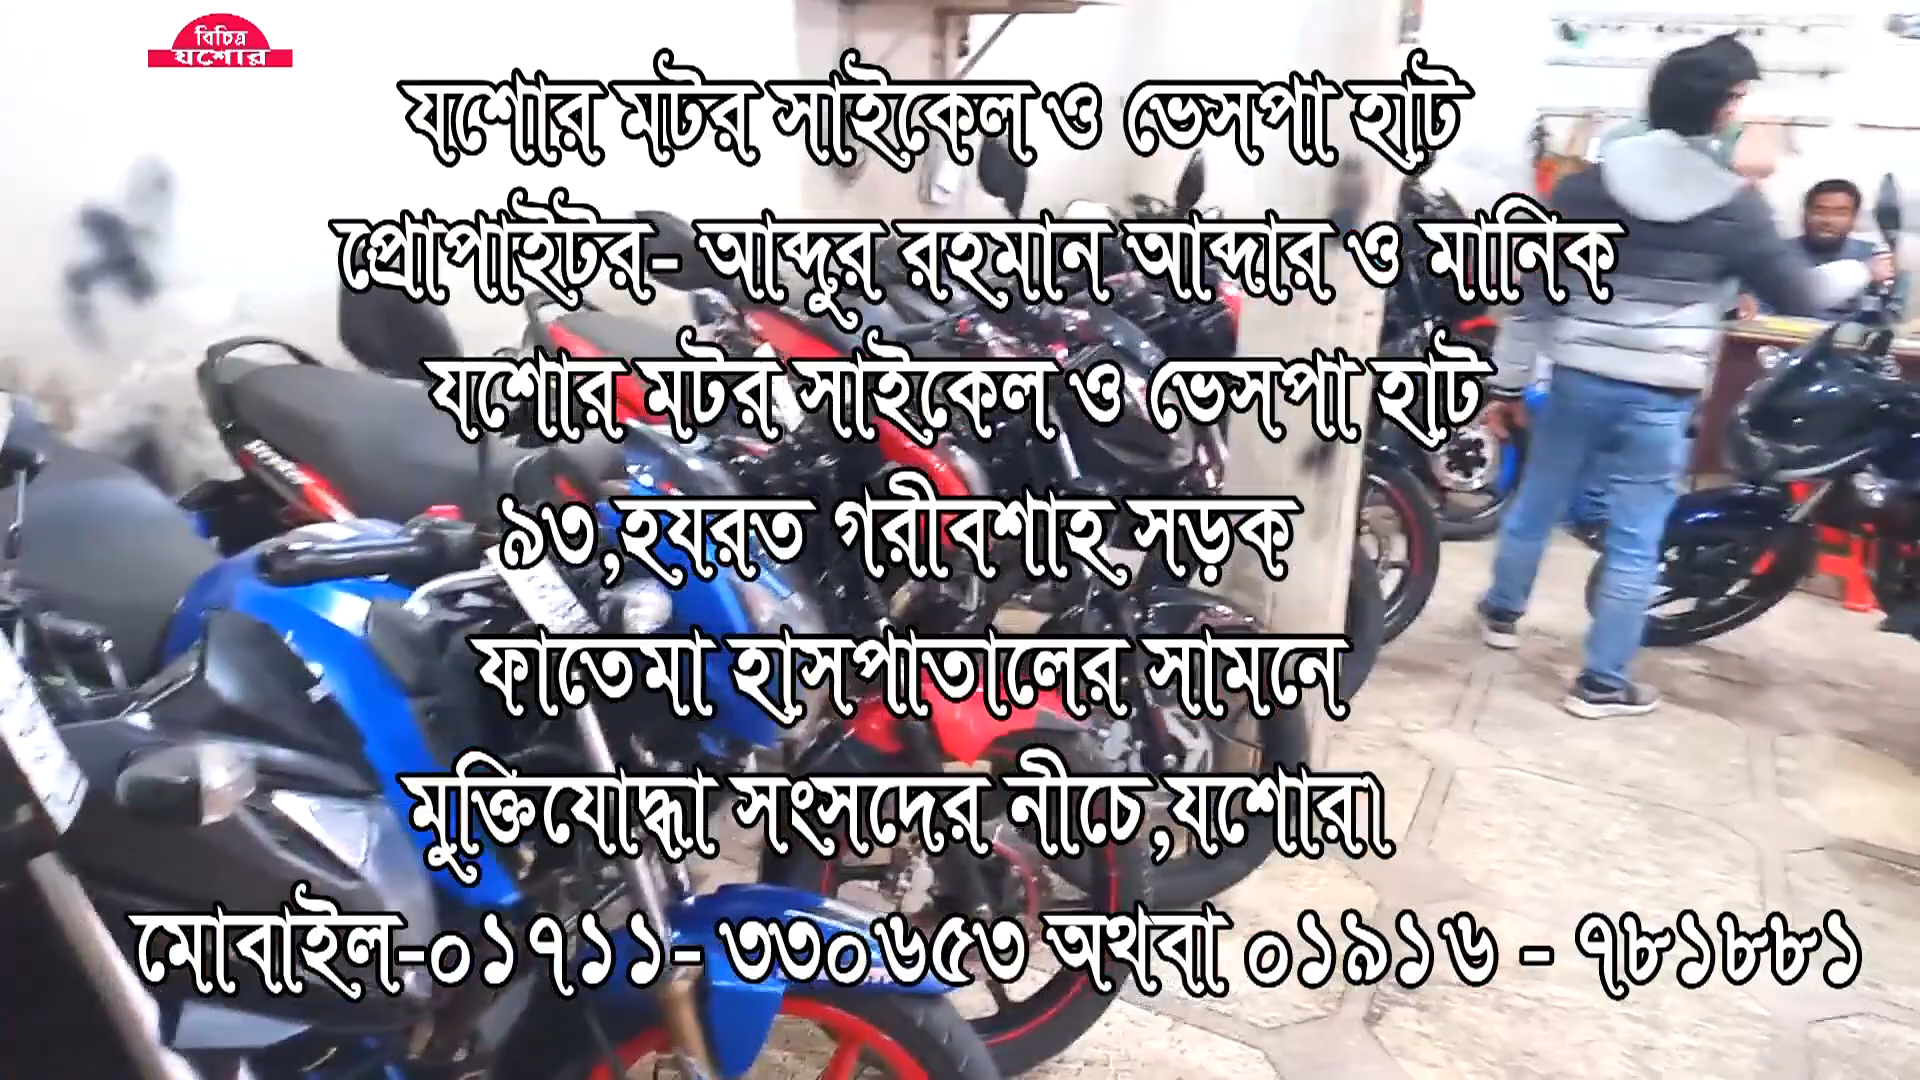 বিচিত্র
যশোর
যশোর মটর সাইকেল ও ভেসপা হাট
প্রোপাইটর- আব্দুর রহমান আব্দার ও মানিক
যশোর মটর সাইকেল ও ভেসপা হাট
৯৩,হযরত গরীবশাহ সড়ক
ফাতেমা হাসপাতালের সামনে
মুক্তিযোদ্ধা সংসদের নীচে,যশোর।
মোবাইল-০১৭১১- ৩৩০৬৫৩ অথবা ০১৯১৬ - ৭৮১৮৮১